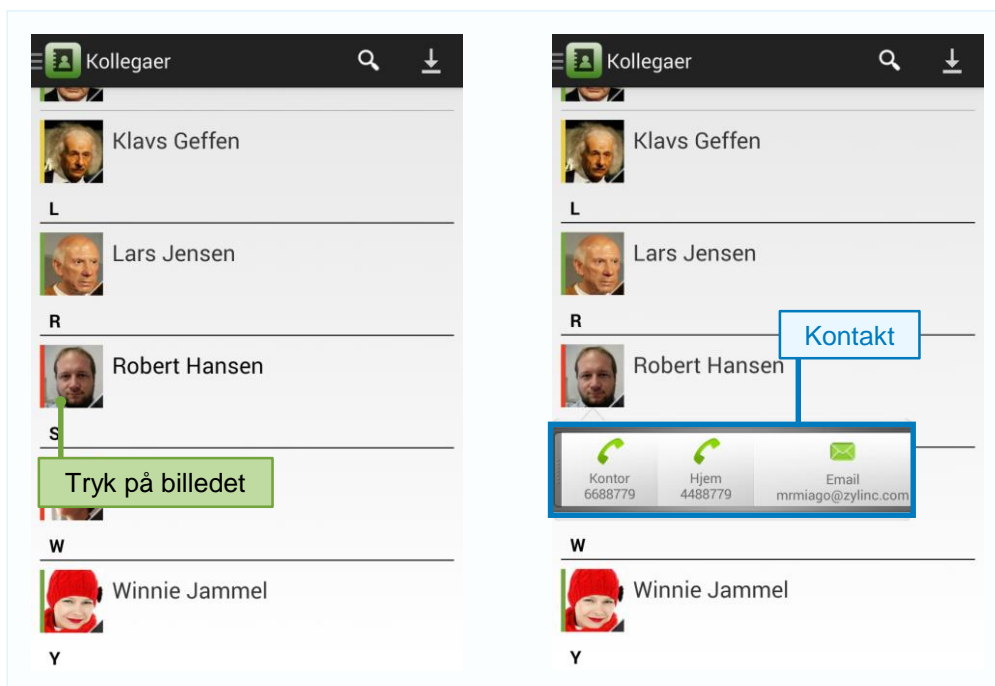 Kollegaer
Klavs Geffen
L
Lars Jensen
R
Robert Hansen
S
Tryk på billedet
W
Winnie Jammel
Y
Kollegaer
Klavs Geffen
L
Lars Jensen
R
Kontakt
Robert Hansen
Kontor
6688779
Hjem
4488779
Email
mrmiago@zylinc.com
W
Winnie Jammel
Y